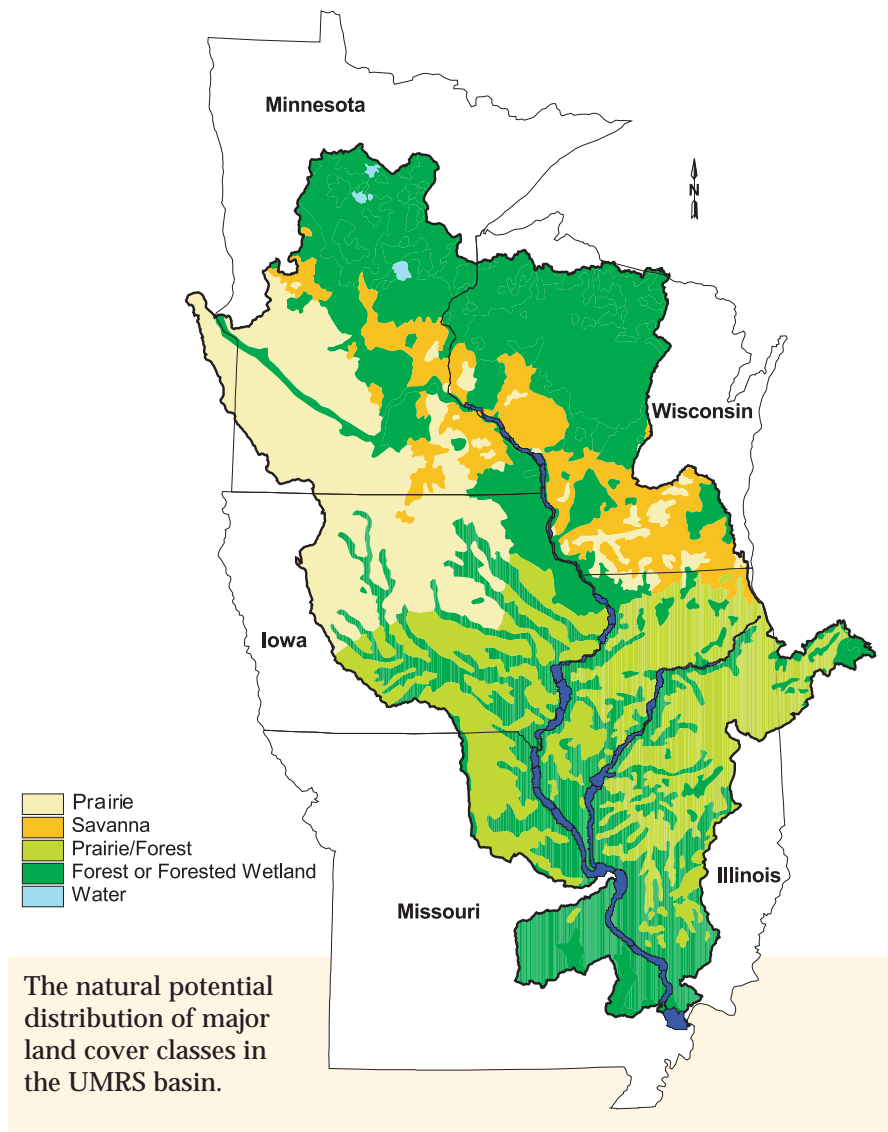 Minnesota
N
Wisconsin
Iowa
Prairie
Savanna
Prairie/Forest
Forest or Forested Wetland
Water
Illinois
Missouri
The natural potential
distribution of major
land cover classes in
the UMRS basin.